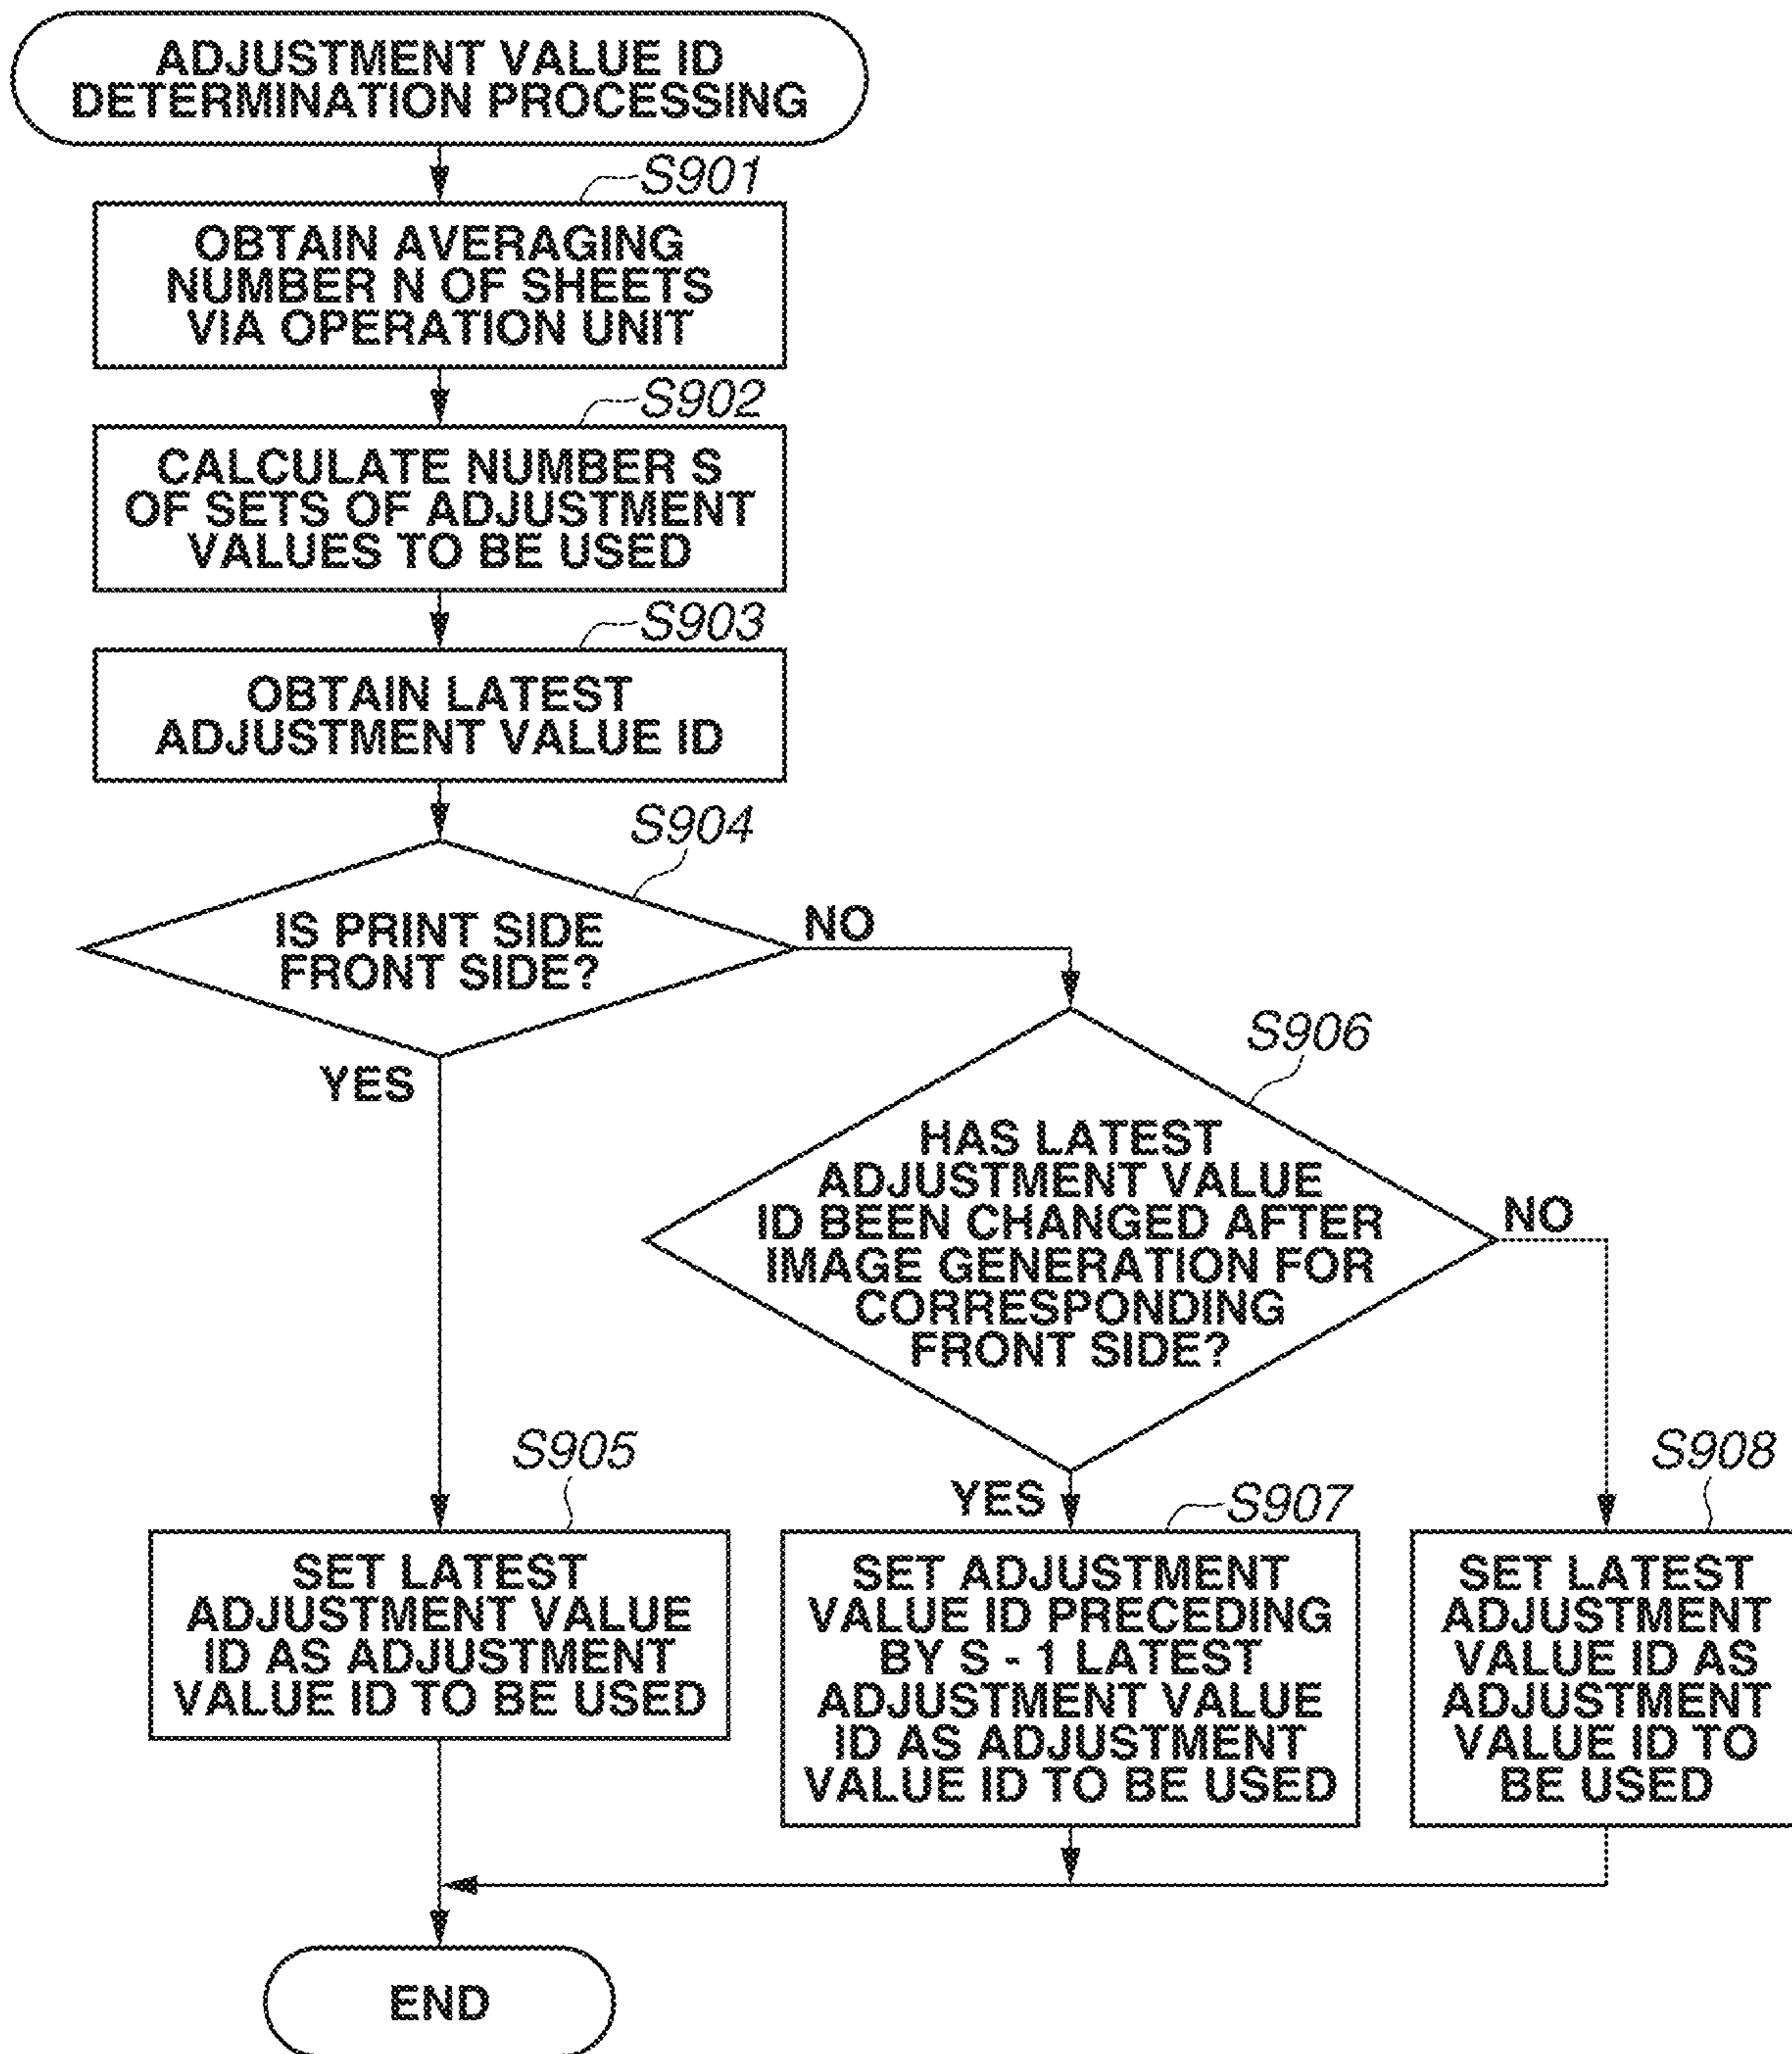 ADJUSTMENT VALUE ID
DETERMINATION PROCESSING
S901
OBTAIN AVERAGING
NUMBER N OF SHEETS
VIA OPERATION UNIT
S902
CALCULATE NUMBER S
OF SETS OF ADJUSTMENT
VALUES TO BE USED
S903
OBTAIN LATEST
ADJUSTMENT VALUE ID
S904
IS PRINT SIDE
FRONT SIDE?
NO
YES
S906
HAS LATEST
ADJUSTMENT VALUE
ID BEEN CHANGED AFTER
IMAGE GENERATION FOR
CORRESPONDING
FRONT SIDE?
NO
YES
S905
SET LATEST
ADJUSTMENT VALUE
ID AS ADJUSTMENT
VALUE ID TO BE USED
S907
SET ADJUSTMENT
VALUE ID PRECEDING
BY S - 1 LATEST
ADJUSTMENT VALUE
ID AS ADJUSTMENT
VALUE ID TO BE USED
S908
SET LATEST
ADJUSTMENT
VALUE ID AS
ADJUSTMENT
VALUE ID TO
BE USED
END